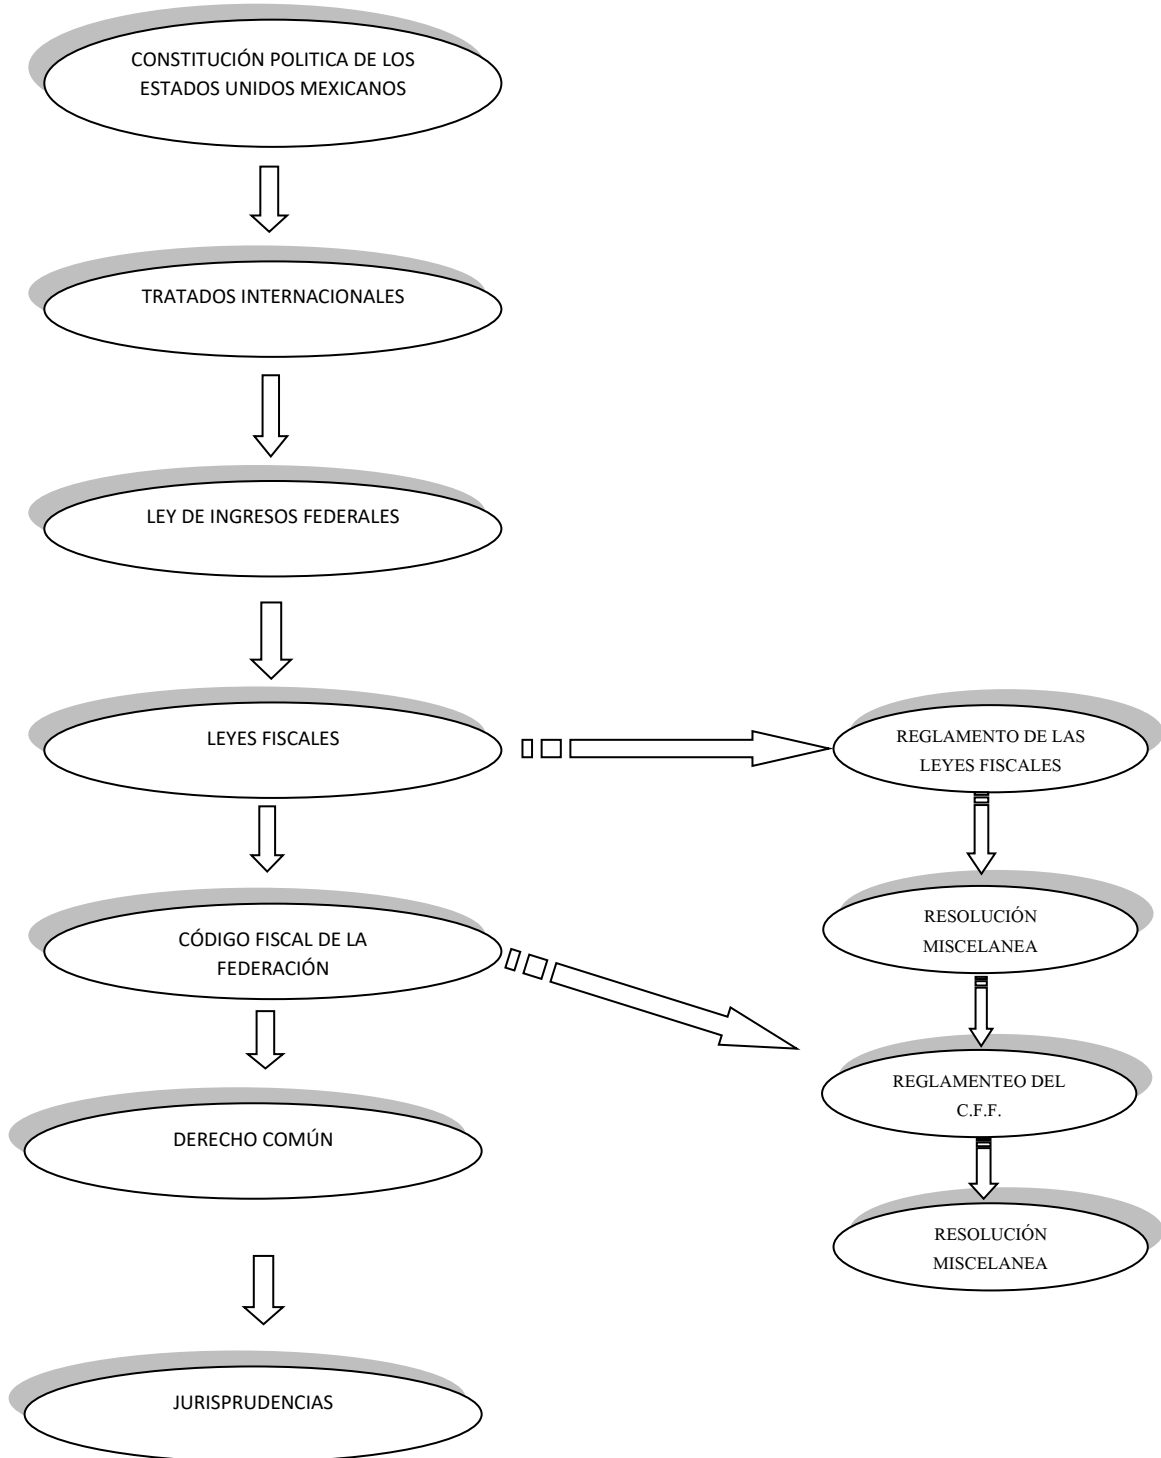 CONSTITUCIÓN POLITICA DE LOS
ESTADOS UNIDOS MEXICANOS
TRATADOS INTERNACIONALES
LEY DE INGRESOS FEDERALES
LEYES FISCALES
REGLAMENTO DE LAS
LEYES FISCALES
RESOLUCIÓN
MISCELANEA
CÓDIGO FISCAL DE LA
FEDERACIÓN
REGLAMENTEO DEL
C.F.F.
DERECHO COMÚN
RESOLUCIÓN
MISCELANEA
JURISPRUDENCIAS